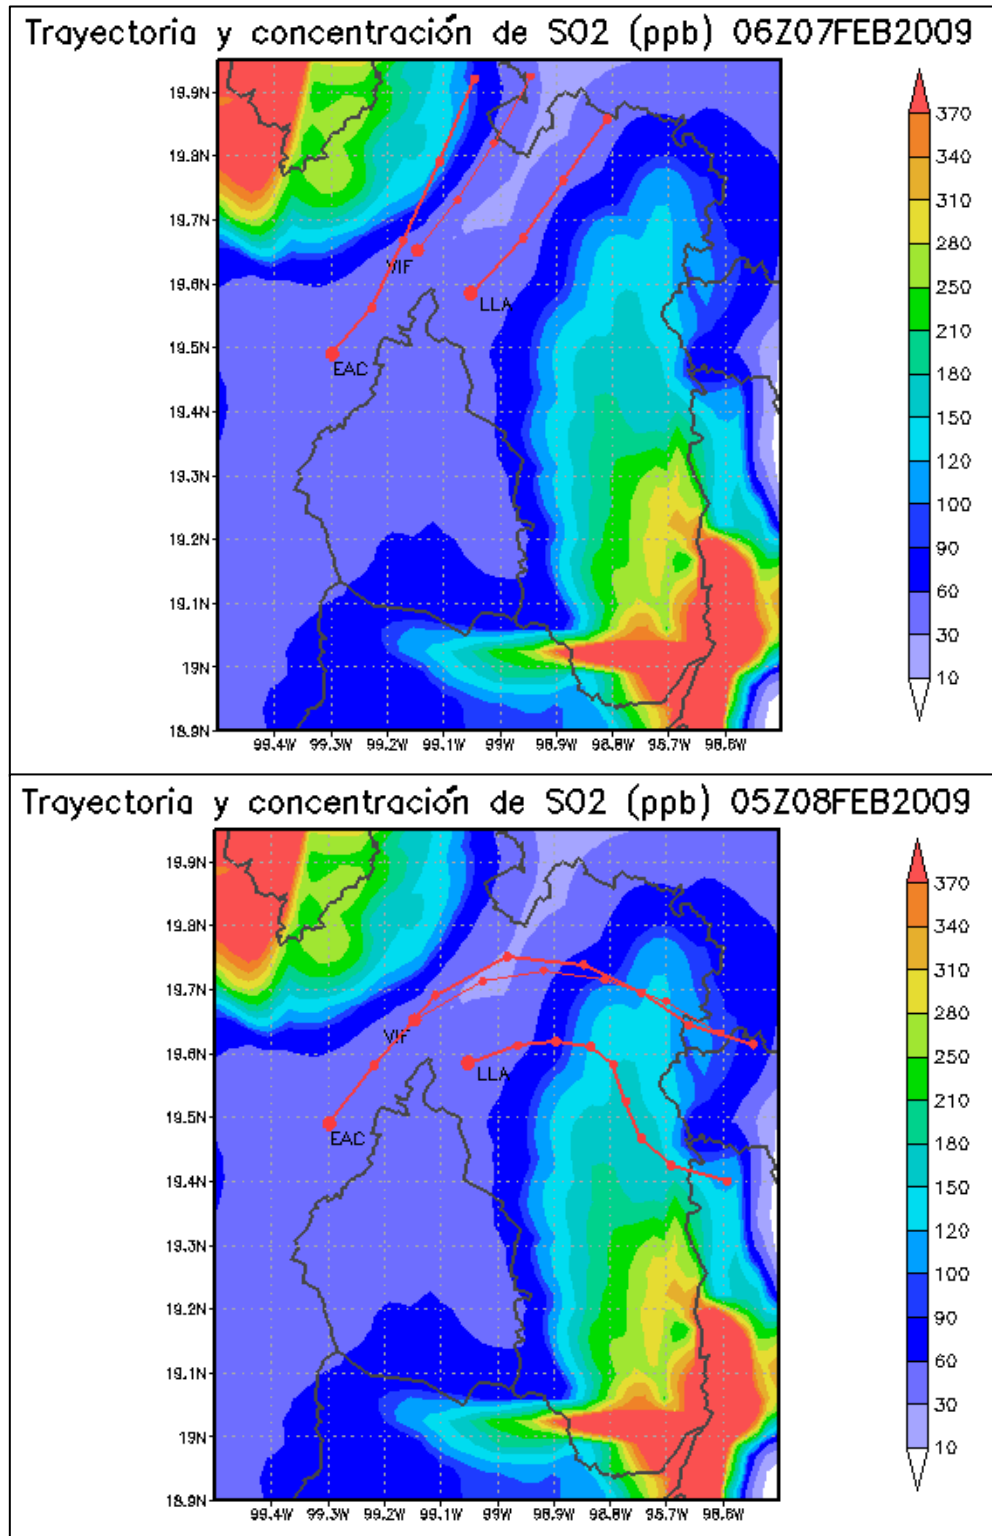 Trayectoria y concentración de SO2 (ppb) 06Z07FEB2009
19.9N
19.8N
19.7N
19.6N
19.5N
19.4N
19.3N
19.2N
19.1N
19N
18.9N
99.4W 99.3W 99.2W 99.1W 99W 98.9W 98.8W 98.7W 98.6W
VIF
LLA
EAC
370
340
310
280
250
210
180
150
120
100
90
60
30
10
Trayectoria y concentración de SO2 (ppb) 05Z08FEB2009
19.9N
19.8N
19.7N
19.6N
19.5N
19.4N
19.3N
19.2N
19.1N
19N
18.9N
99.4W 99.3W 99.2W 99.1W 99W 98.9W 98.8W 98.7W 98.6W
VIF
LLA
EAC
370
340
310
280
250
210
180
150
120
100
90
60
30
10